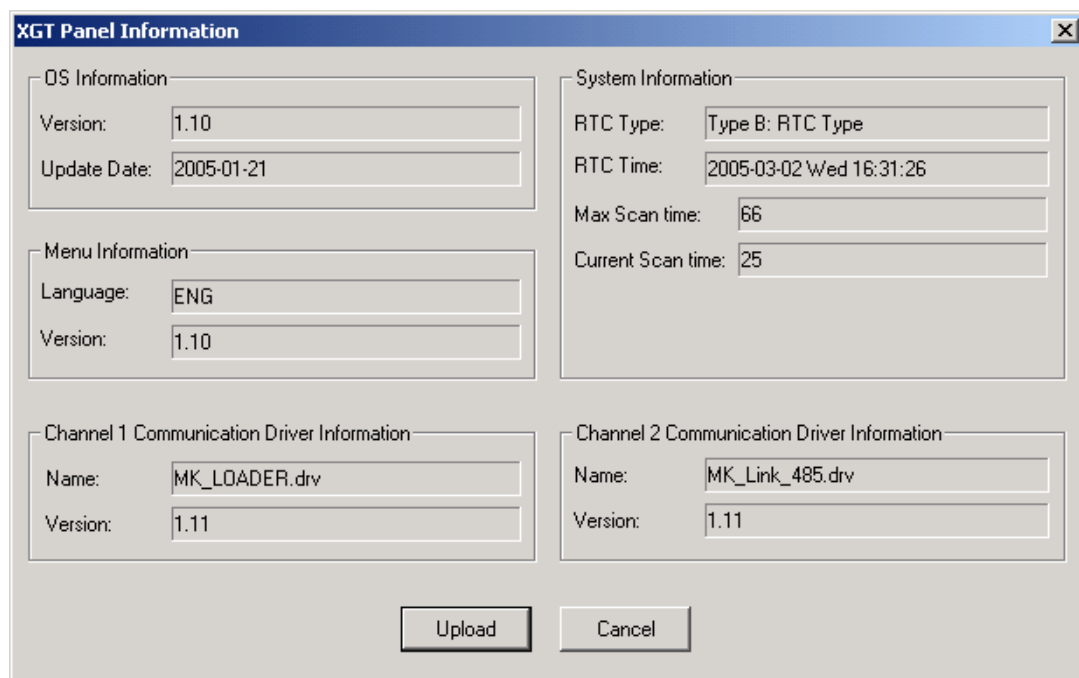 XGT Panel Information
OS Information
Version: 1.10
Update Date: 2005-01-21
Menu Information
Language: ENG
Version: 1.10
System Information
RTC Type: Type B: RTC Type
RTC Time: 2005-03-02 Wed 16:31:26
Max Scan time: 66
Current Scan time: 25
Channel 1 Communication Driver Information
Name: MK_LOADER.drv
Version: 1.11
Channel 2 Communication Driver Information
Name: MK_Link_485.drv
Version: 1.11
Upload Cancel